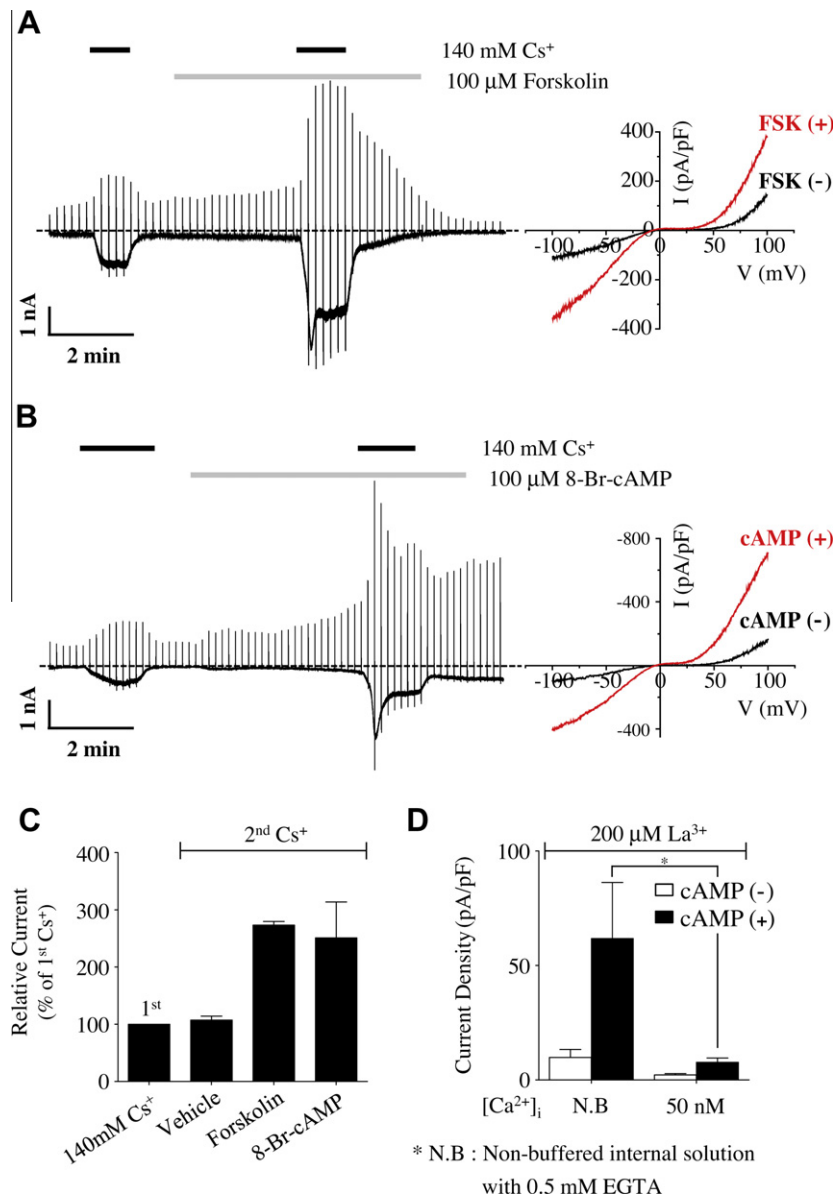 A
140 mM Cs⁺
100 μM Forskolin
400
200
0
-200
-400
I (pA/pF)
FSK (+)
FSK (-)
-100
-50
0
50
100
V (mV)
1 nA
2 min
B
140 mM Cs⁺
100 μM 8-Br-cAMP
-800
-400
0
-400
I (pA/pF)
cAMP (+)
cAMP (-)
-100
-50
0
50
100
V (mV)
1 nA
2 min
C
2ⁿᵈ Cs⁺
Relative Current
(% of 1ˢᵗ Cs⁺)
400
300
200
100
0
1ˢᵗ
140mM Cs⁺
Vehicle
Forskolin
8-Br-cAMP
D
200 μM La³⁺
*
cAMP (-)
cAMP (+)
Current Density (pA/pF)
100
50
0
[Ca²⁺]ᵢ
N.B
50 nM
* N.B : Non-buffered internal solution
with 0.5 mM EGTA